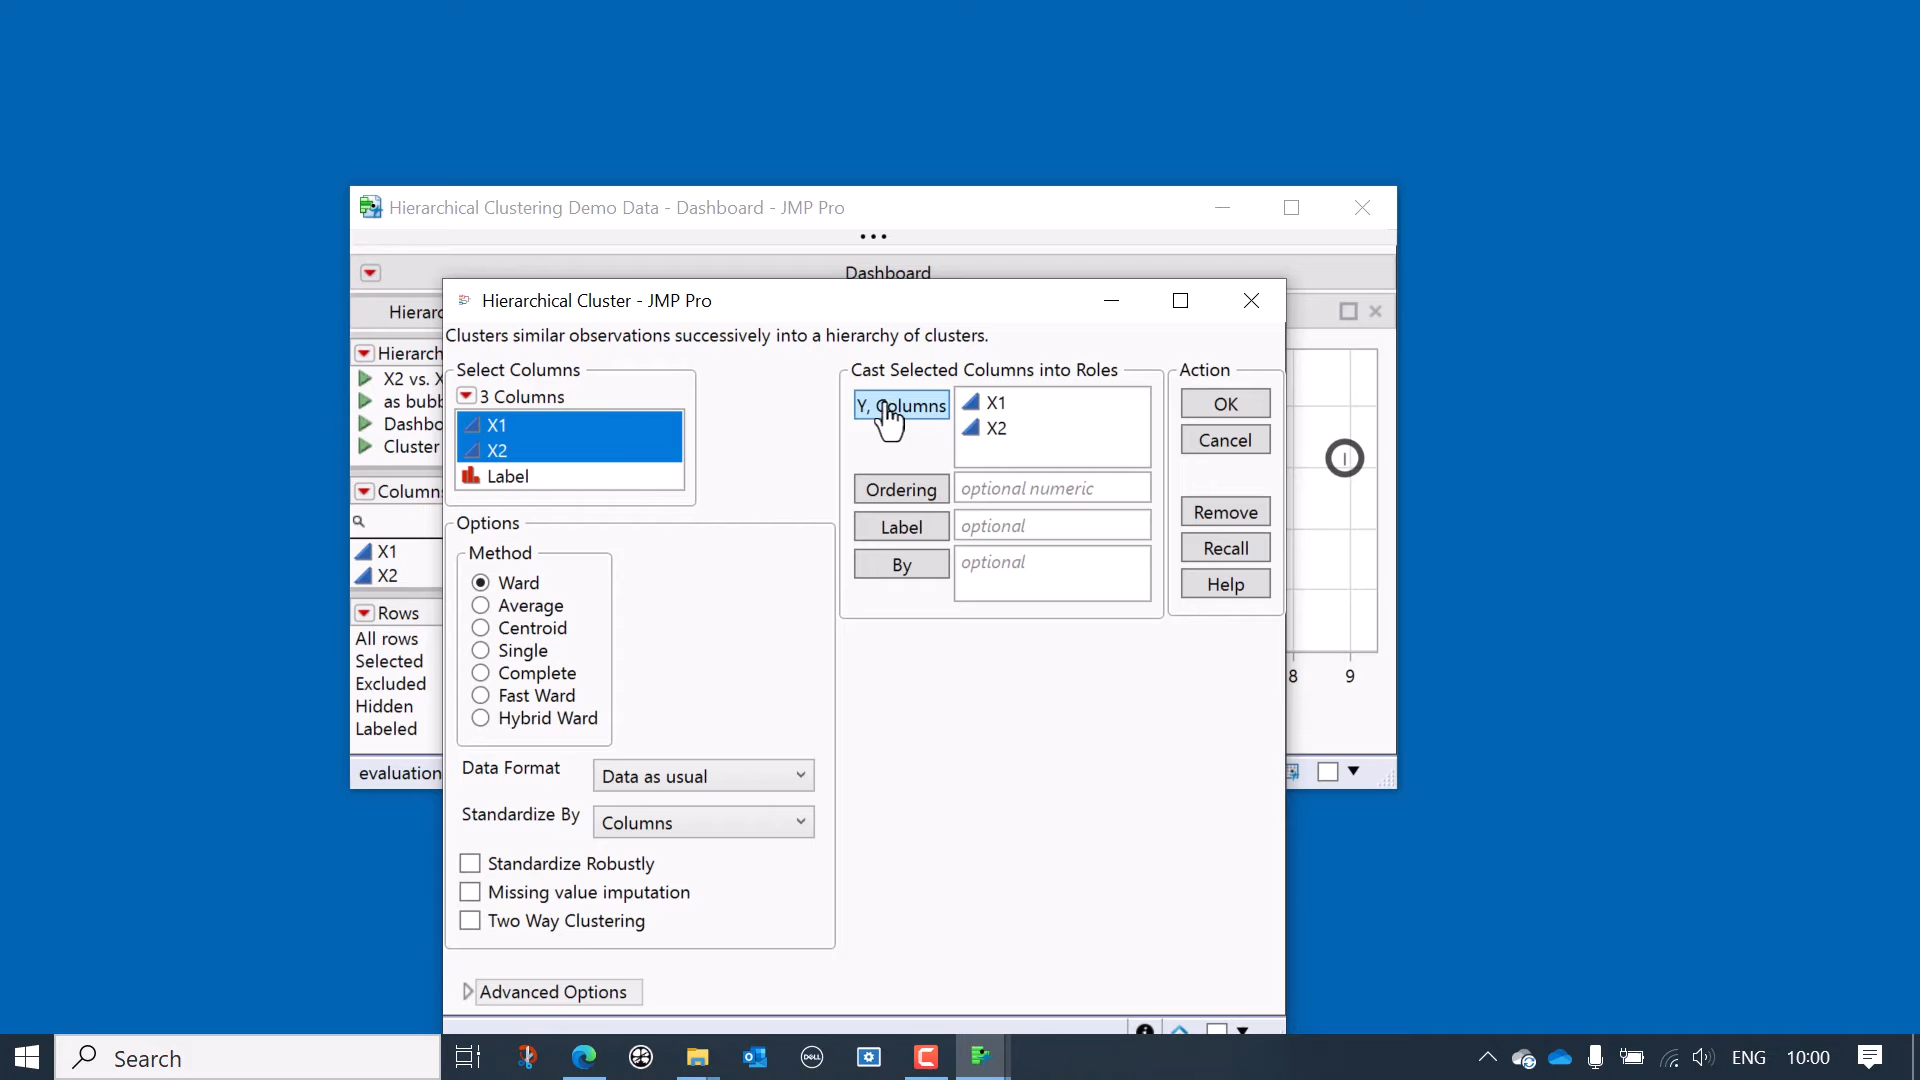 Hierarchical Clustering Demo Data - Dashboard - JMP Pro
Dashboard
Hierarc
Hierarch
X2 vs. X
as bubb
Dashbo
Cluster
Column
X1
X2
Rows
All rows
Selected
Excluded
Hidden
Labeled
evaluation
8
9
Hierarchical Cluster - JMP Pro
Clusters similar observations successively into a hierarchy of clusters.
Select Columns
3 Columns
X1
X2
Label
Options
Method
Ward
Average
Centroid
Single
Complete
Fast Ward
Hybrid Ward
Data Format
Data as usual
Standardize By
Columns
Standardize Robustly
Missing value imputation
Two Way Clustering
Advanced Options
Cast Selected Columns into Roles
Y, Columns
X1
X2
Ordering
optional numeric
Label
optional
By
optional
Action
OK
Cancel
Remove
Recall
Help
Search
DELL
ENG
10:00